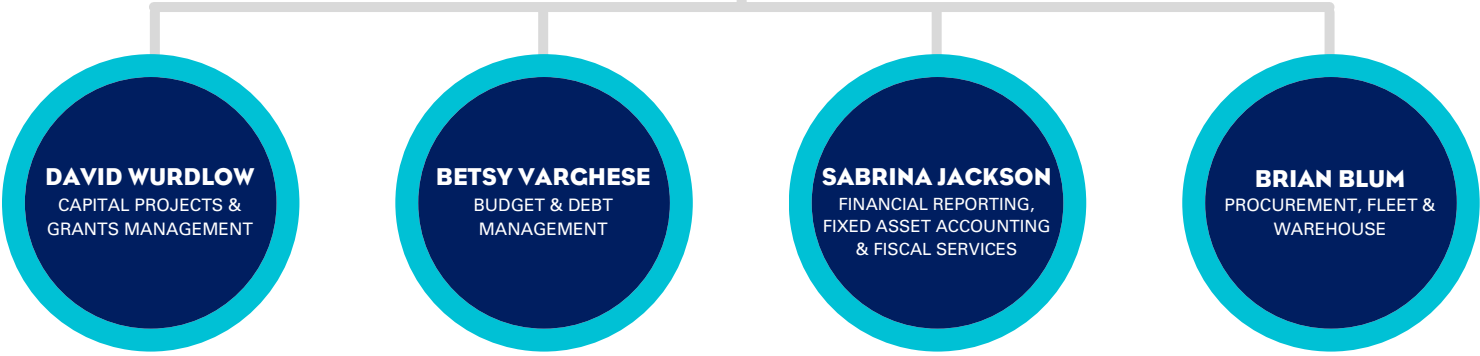 DAVID WURDLOW
CAPITAL PROJECTS &
GRANTS MANAGEMENT
BETSY VARGHESE
BUDGET & DEBT
MANAGEMENT
SABRINA JACKSON
FINANCIAL REPORTING,
FIXED ASSET ACCOUNTING
& FISCAL SERVICES
BRIAN BLUM
PROCUREMENT, FLEET &
WAREHOUSE